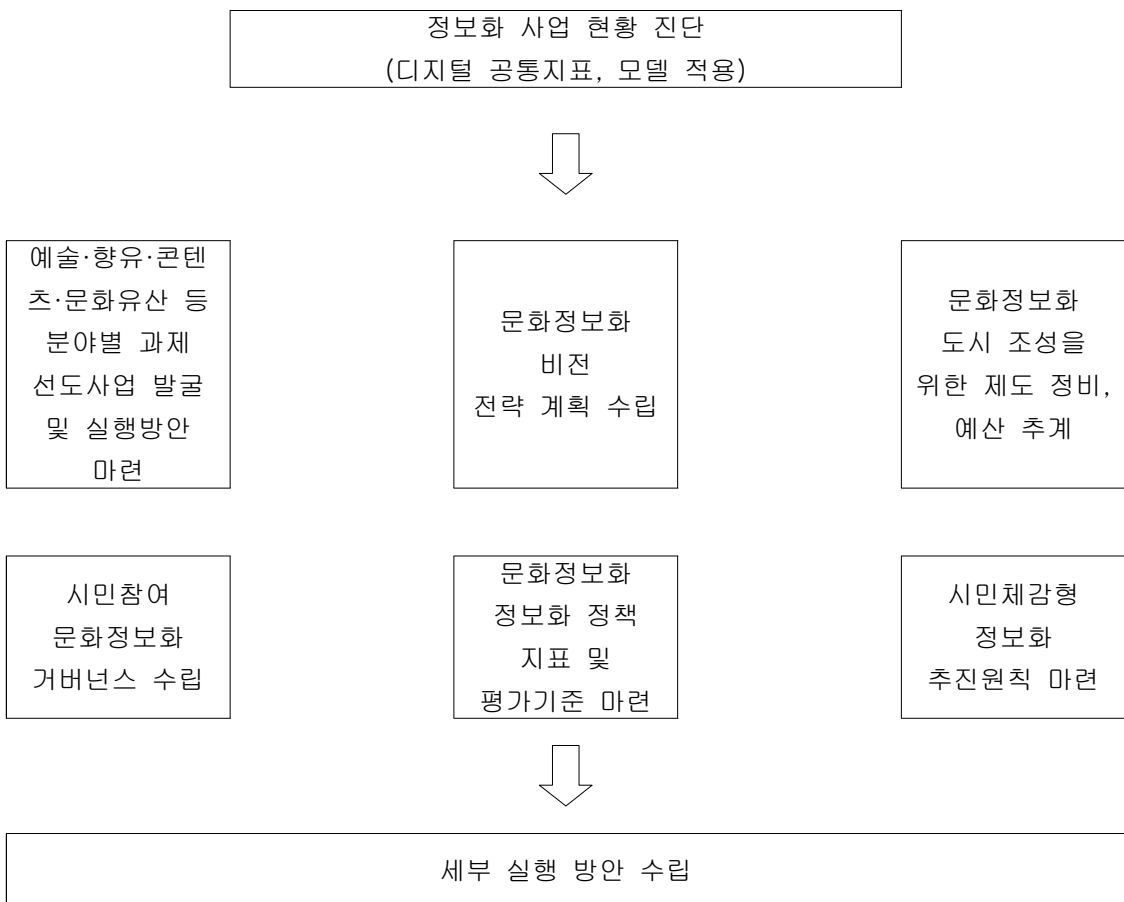 정보화 사업 현황 진단
(디지털 공통지표, 모델 적용)
예술·향유·콘텐
츠·문화유산 등
분야별 과제
선도사업 발굴
및 실행방안
마련
문화정보화
비전
전략 계획 수립
문화정보화
도시 조성을
위한 제도 정비,
예산 추계
시민참여
문화정보화
거버넌스 수립
문화정보화
정보화 정책
지표 및
평가기준 마련
시민체감형
정보화
추진원칙 마련
세부 실행 방안 수립